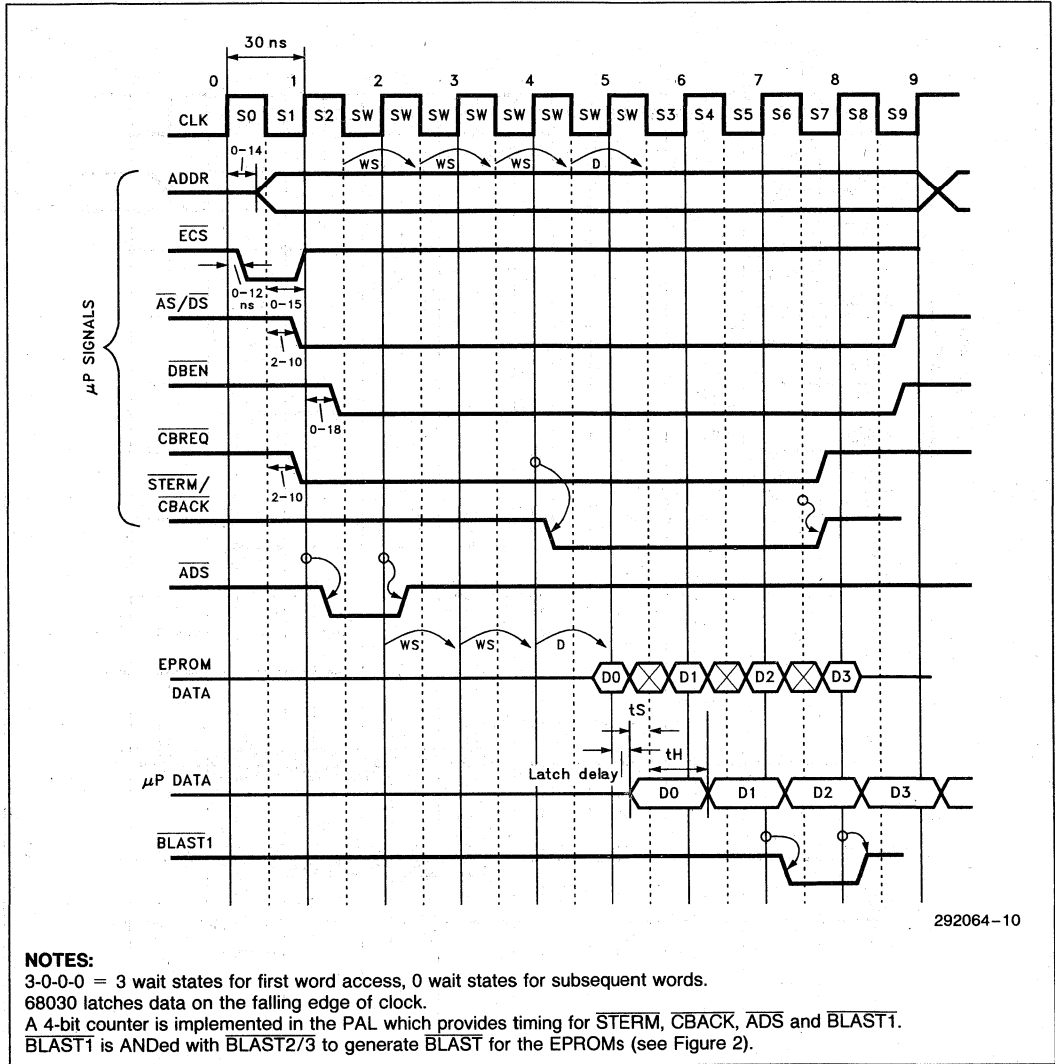 30 ns
0 1 2 3 4 5 6 7 8 9
CLK S0 S1 S2 SW SW SW SW SW SW SW SW S3 S4 S5 S6 S7 S8 S9
0-14
WS WS WS D
ADDR
ECS
0-12 ns
0-15
AS/DS
2-10
μP SIGNALS
DBEN
0-18
CBREQ
2-10
STERM/
CBACK
ADS
WS WS D
EPROM
DATA
D0 D1 D2 D3
tS
tH
Latch delay
μP DATA D0 D1 D2 D3
BLAST1
292064-10
NOTES:
3-0-0-0 = 3 wait states for first word access, 0 wait states for subsequent words.
68030 latches data on the falling edge of clock.
A 4-bit counter is implemented in the PAL which provides timing for STERM, CBACK, ADS and BLAST1.
BLAST1 is ANDed with BLAST2/3 to generate BLAST for the EPROMs (see Figure 2).